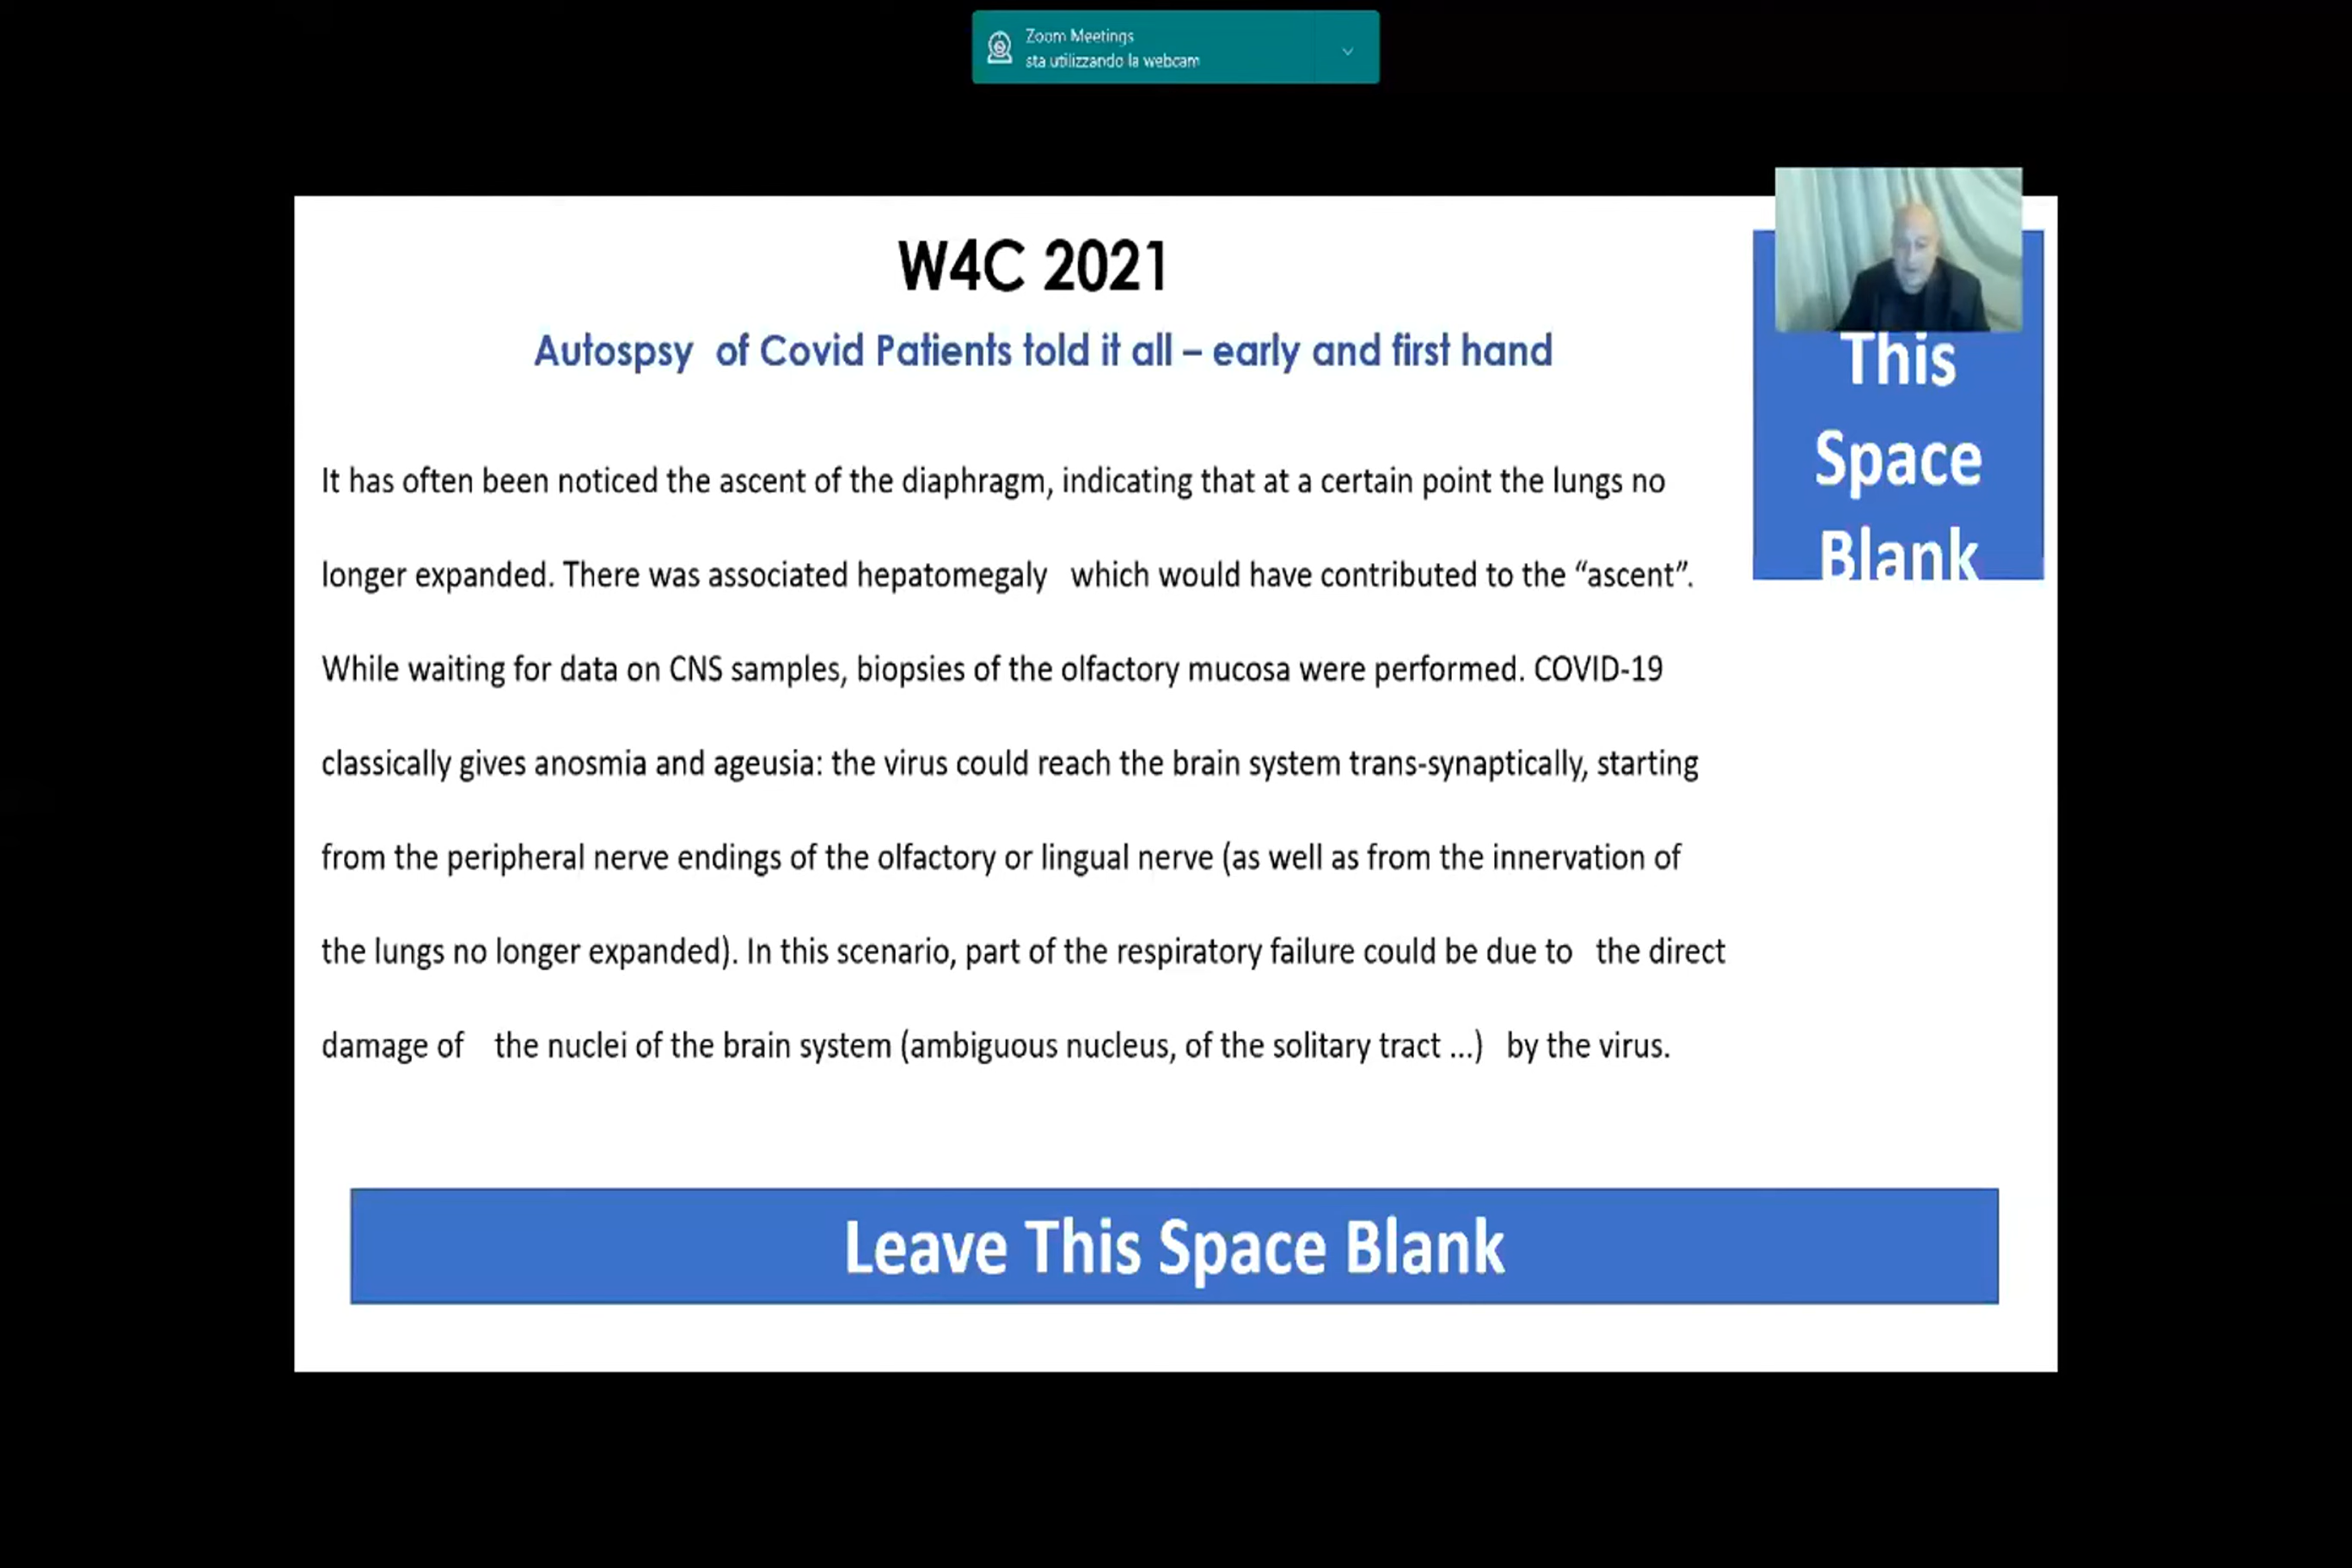 Zoom Meetings
sta utilizzando la webcam
W4C 2021
Autospsy of Covid Patients told it all – early and first hand
This
Space
Blank
It has often been noticed the ascent of the diaphragm, indicating that at a certain point the lungs no
longer expanded. There was associated hepatomegaly which would have contributed to the “ascent”.
While waiting for data on CNS samples, biopsies of the olfactory mucosa were performed. COVID-19
classically gives anosmia and ageusia: the virus could reach the brain system trans-synaptically, starting
from the peripheral nerve endings of the olfactory or lingual nerve (as well as from the innervation of
the lungs no longer expanded). In this scenario, part of the respiratory failure could be due to the direct
damage of the nuclei of the brain system (ambiguous nucleus, of the solitary tract ...) by the virus.
Leave This Space Blank